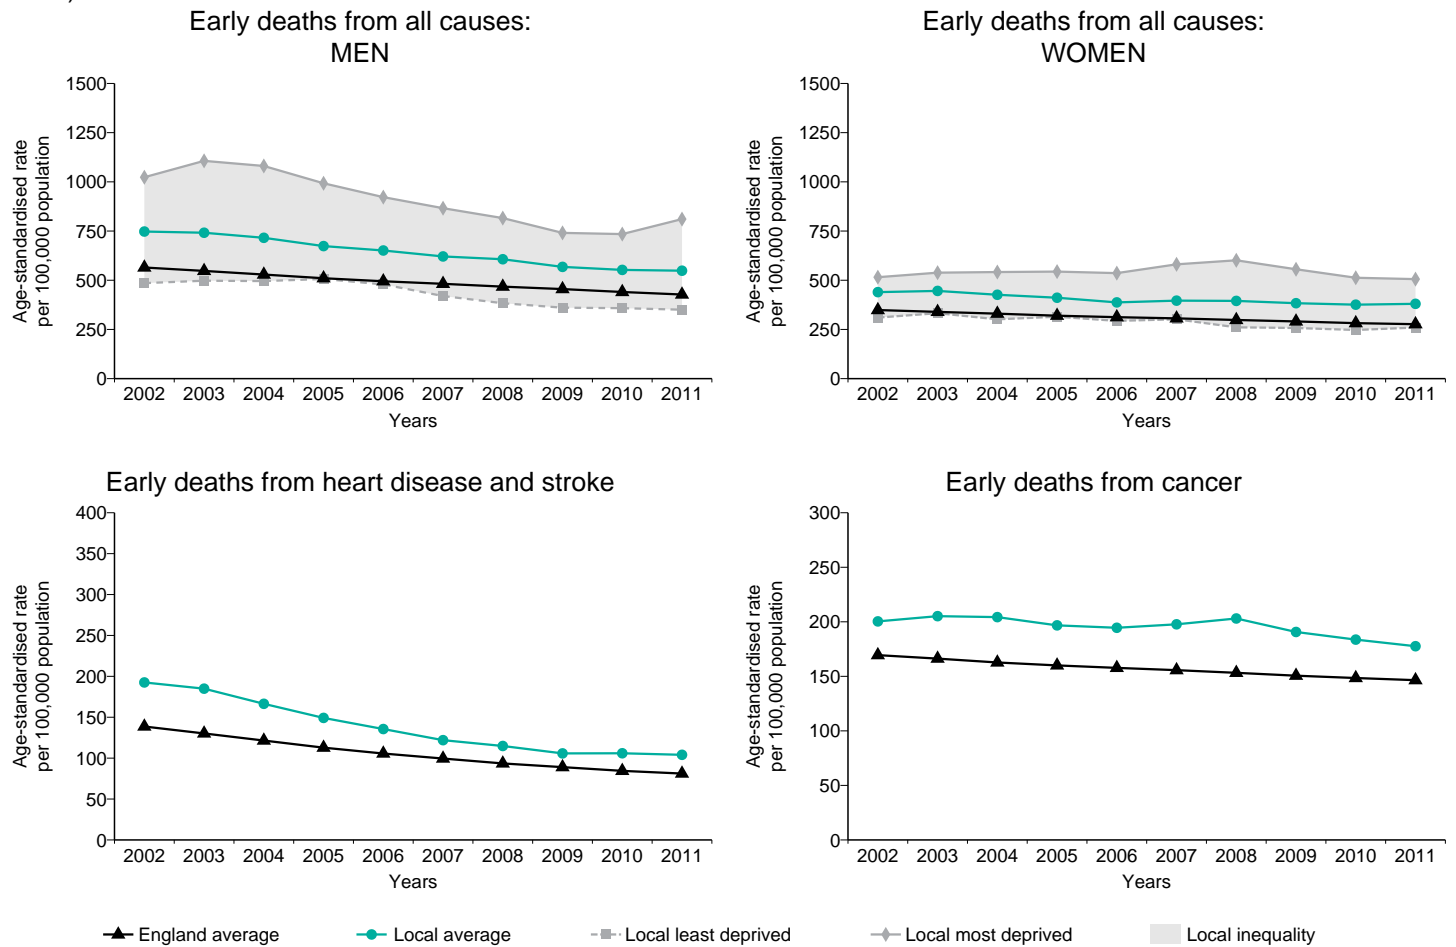 Early deaths from all causes:
MEN
1500
1250
1000
750
500
250
0
Age-standardised rate
per 100,000 population
2002 2003 2004 2005 2006 2007 2008 2009 2010 2011
Years
Early deaths from all causes:
WOMEN
1500
1250
1000
750
500
250
0
Age-standardised rate
per 100,000 population
2002 2003 2004 2005 2006 2007 2008 2009 2010 2011
Years
Early deaths from heart disease and stroke
400
350
300
250
200
150
100
50
0
Age-standardised rate
per 100,000 population
2002 2003 2004 2005 2006 2007 2008 2009 2010 2011
Years
Early deaths from cancer
300
250
200
150
100
50
0
Age-standardised rate
per 100,000 population
2002 2003 2004 2005 2006 2007 2008 2009 2010 2011
Years
England average Local average Local least deprived Local most deprived Local inequality